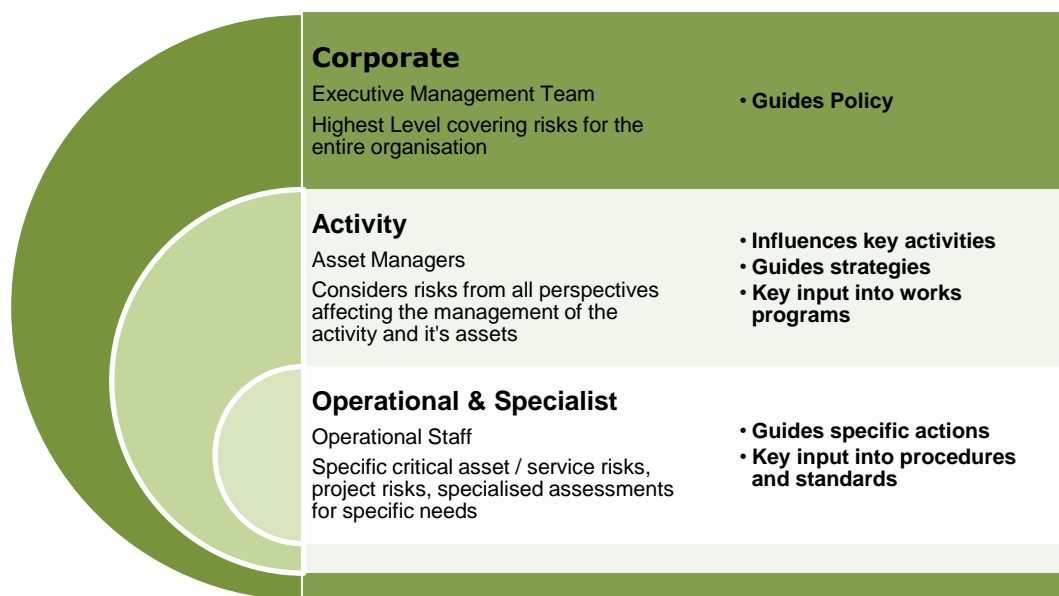 Corporate
Executive Management Team
Highest Level covering risks for the
entire organisation
• Guides Policy
Activity
Asset Managers
Considers risks from all perspectives
affecting the management of the
activity and it's assets
• Influences key activities
• Guides strategies
• Key input into works
programs
Operational & Specialist
Operational Staff
Specific critical asset / service risks,
project risks, specialised assessments
for specific needs
• Guides specific actions
• Key input into procedures
and standards